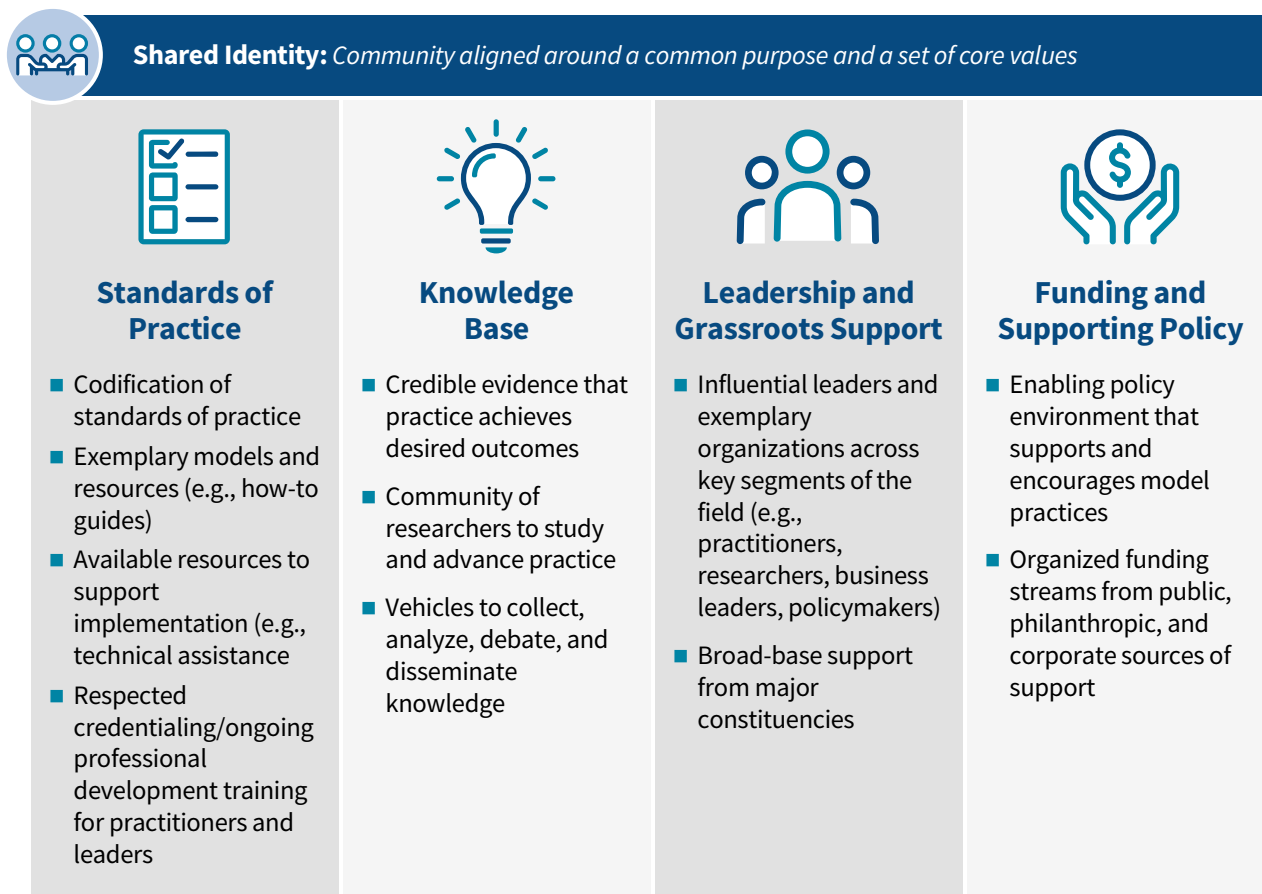 Shared Identity: Community aligned around a common purpose and a set of core values
Standards of
Practice
Codification of
standards of practice
Exemplary models and
resources (e.g., how-to
guides)
Available resources to
support
implementation (e.g.,
technical assistance
Respected
credentialing/ongoing
professional
development training
for practitioners and
leaders
Knowledge
Base
Credible evidence that
practice achieves
desired outcomes
Community of
researchers to study
and advance practice
Vehicles to collect,
analyze, debate, and
disseminate
knowledge
Leadership and
Grassroots Support
Influential leaders and
exemplary
organizations across
key segments of the
field (e.g.,
practitioners,
researchers, business
leaders, policymakers)
Broad-base support
from major
constituencies
$
Funding and
Supporting Policy
Enabling policy
environment that
supports and
encourages model
practices
Organized funding
streams from public,
philanthropic, and
corporate sources of
support